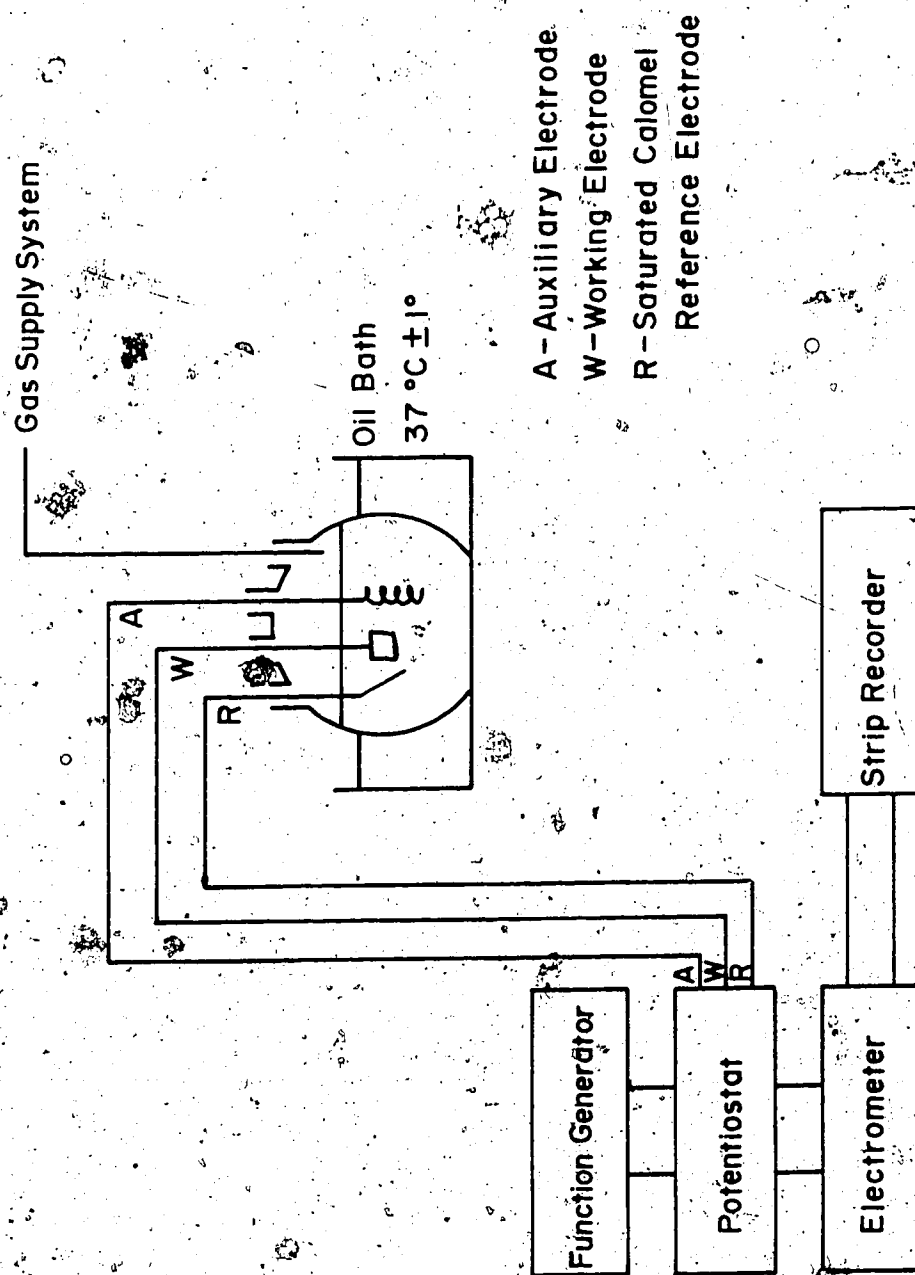 Gas Supply System
A
W
R
Oil Bath
37 °C ± 1°
A - Auxiliary Electrode
W - Working Electrode
R - Saturated Calomel
Reference Electrode
A
W
R
Function Generator
Potentiostat
Electrometer
Strip Recorder